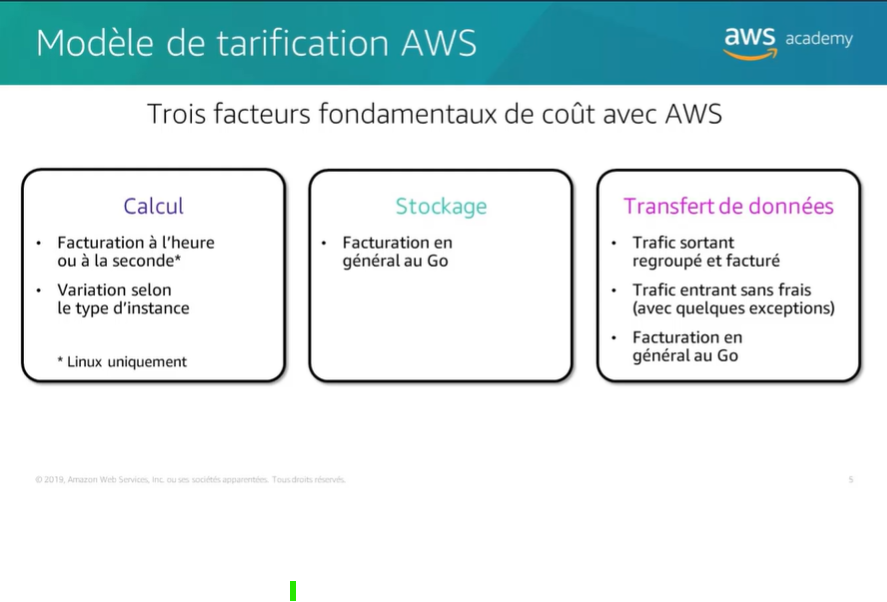 Modèle de tarification AWS
aws academy
Trois facteurs fondamentaux de coût avec AWS
Calcul
• Facturation à l'heure
ou à la seconde*
• Variation selon
le type d'instance
* Linux uniquement
Stockage
• Facturation en
général au Go
Transfert de données
• Trafic sortant
regroupé et facturé
• Trafic entrant sans frais
(avec quelques exceptions)
• Facturation en
général au Go
© 2019, Amazon Web Services, Inc. ou ses sociétés apparentées. Tous droits réservés.
5